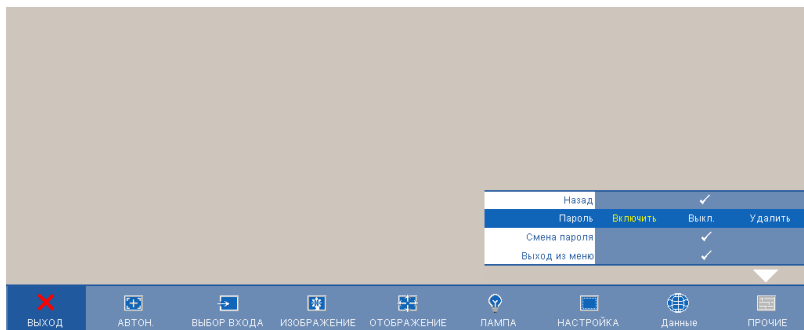 Назад
Пароль Включить Выкл. Удалить
Смена пароля
Выход из меню
ВЫХОД АВТОН. ВЫБОР ВХОДА ИЗОБРАЖЕНИЕ ОТОБРАЖЕНИЕ ЛАМПА НАСТРОЙКА Данные ПРОЧИЕ